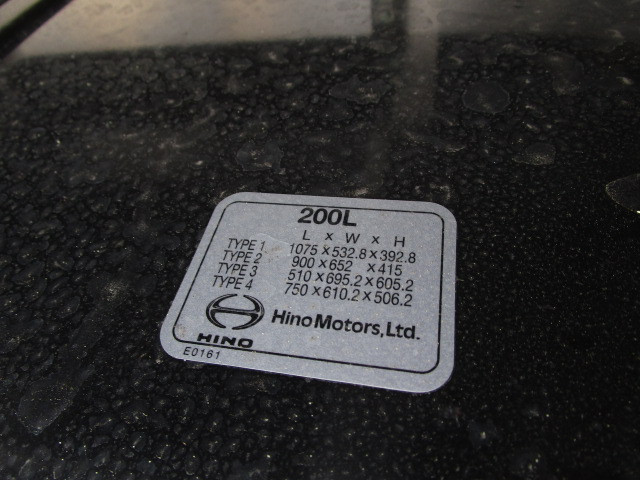 200L
L × W × H
TYPE 1 1075×532.8×392.8
TYPE 2 900×652 ×415
TYPE 3 510×695.2×605.2
TYPE 4 750×610.2×506.2
HINO
Hino Motors, Ltd.
E0161